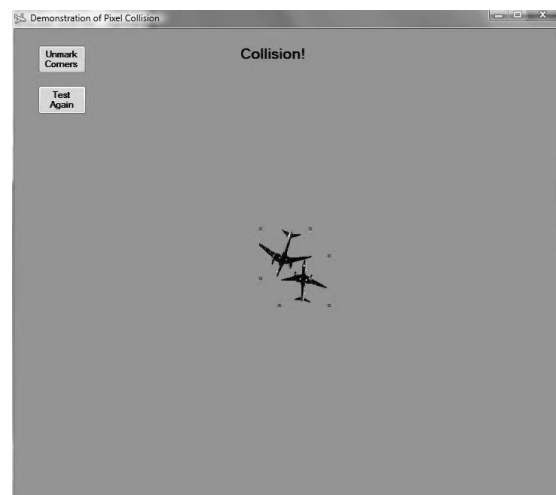 Demonstration of Pixel Collision
Unmark
Corners
Collision!
Test
Again